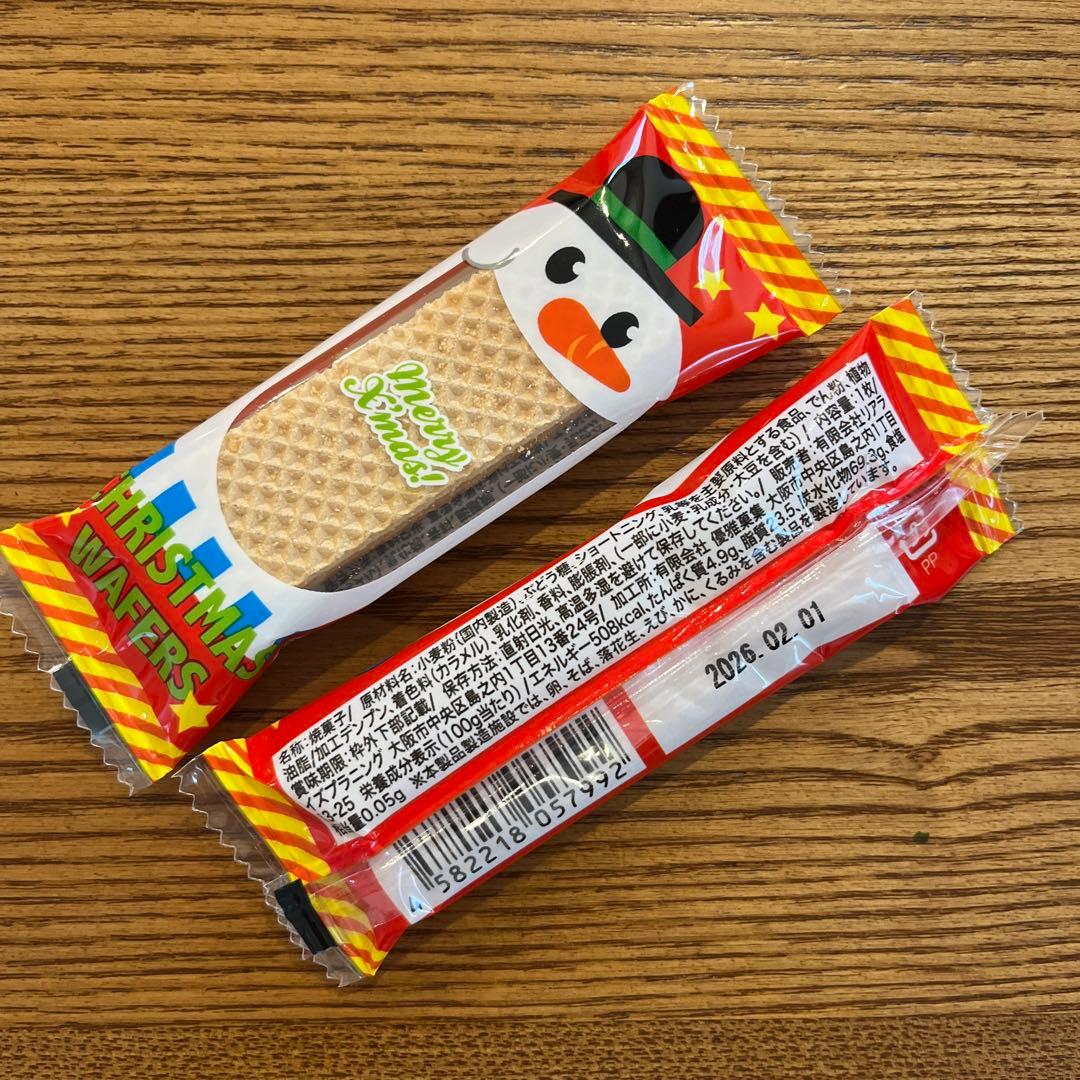 Merry
X'mas!
CHRISTMAS
WAFERS
名称:焼菓子/ 原材料名:小麦粉(国内製造)、ぶどう糖、ショートニング、乳等を主要原料とする食品、でん粉、植物
油脂/加工デンプン、着色料(カラメル)、乳化剤、香料、膨脹剤、(一部に小麦・乳成分・大豆を含む)/ 内容量:1枚/
賞味期限:枠外下部記載/ 保存方法:直射日光、高温多湿を避けて保存してください。/ 販売者:有限会社リアラ
イズプランニング 大阪市中央区島之内1丁目13番24号/ 加工所:有限会社 優雅菓集 大阪市中央区島之内1丁目
3-25 栄養成分表示(100g当たり)/エネルギー508kcal、たんぱく質4.9g、脂質23.5、炭水化物69.3g、食塩
相当量0.05g ※本製品製造施設では、卵、そば、落花生、えび、かに、くるみを含む製品を製造しています。
PP
2026.02.01
4 582218 057992